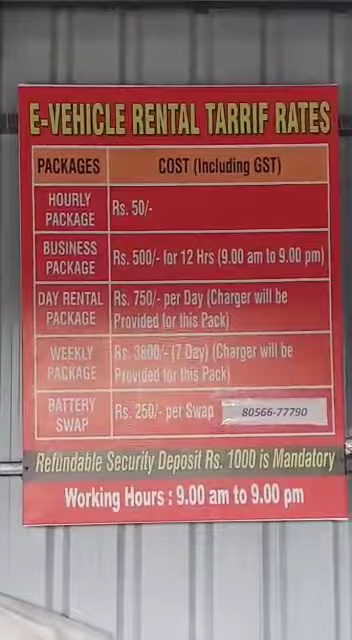 E-VEHICLE RENTAL TARRIF RATES
PACKAGES COST (Including GST)
HOURLY PACKAGE Rs. 50/-
BUSINESS PACKAGE Rs. 500/- for 12 Hrs (9.00 am to 9.00 pm)
DAY RENTAL PACKAGE Rs. 750/- per Day (Charger will be Provided for this Pack)
WEEKLY PACKAGE Rs. 3800/- (7 Day) (Charger will be Provided for this Pack)
BATTERY SWAP Rs. 250/- per Swap 80566-77790
Refundable Security Deposit Rs. 1000 is Mandatory
Working Hours : 9.00 am to 9.00 pm